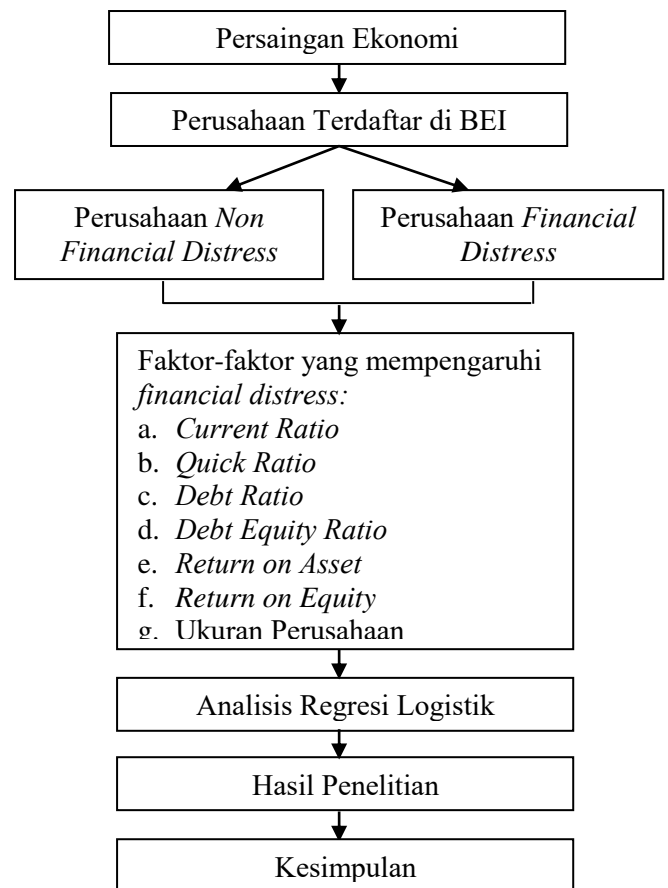 Persaingan Ekonomi
Perusahaan Terdaftar di BEI
Perusahaan Non
Financial Distress
Perusahaan Financial
Distress
Faktor-faktor yang mempengaruhi
financial distress:
a. Current Ratio
b. Quick Ratio
c. Debt Ratio
d. Debt Equity Ratio
e. Return on Asset
f. Return on Equity
g. Ukuran Perusahaan
Analisis Regresi Logistik
Hasil Penelitian
Kesimpulan